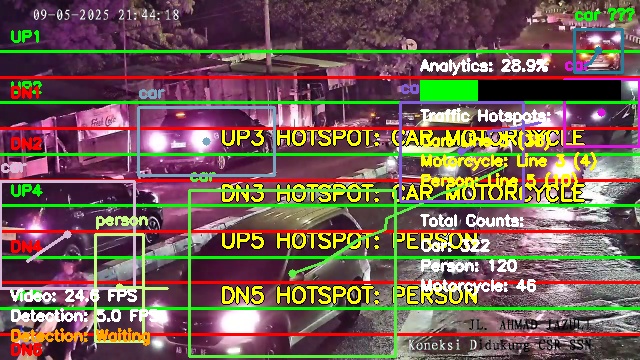 09-05-2025 21:44:18
car ???
UP1
Analytics: 28.9%
car
DN1
car
Traffic Hotspots:
DN2
UP3 HOTSPOT: CAR MOTORCYCLE
Motorcycle: Line 3 (4)
car
car
Person: Line 5 (10)
UP4
DN3 HOTSPOT: CAR MOTORCYCLE
person
Total Counts:
DN4
UP5 HOTSPOT: PERSON
Car: 322
Person: 120
Motorcycle: 46
Video: 24.6 FPS
DN5 HOTSPOT: PERSON
Detection: 5.0 FPS
Detection: Waiting
JL. AHMAD YAZULI
DN6
Koneksi Didukung CSR SSN